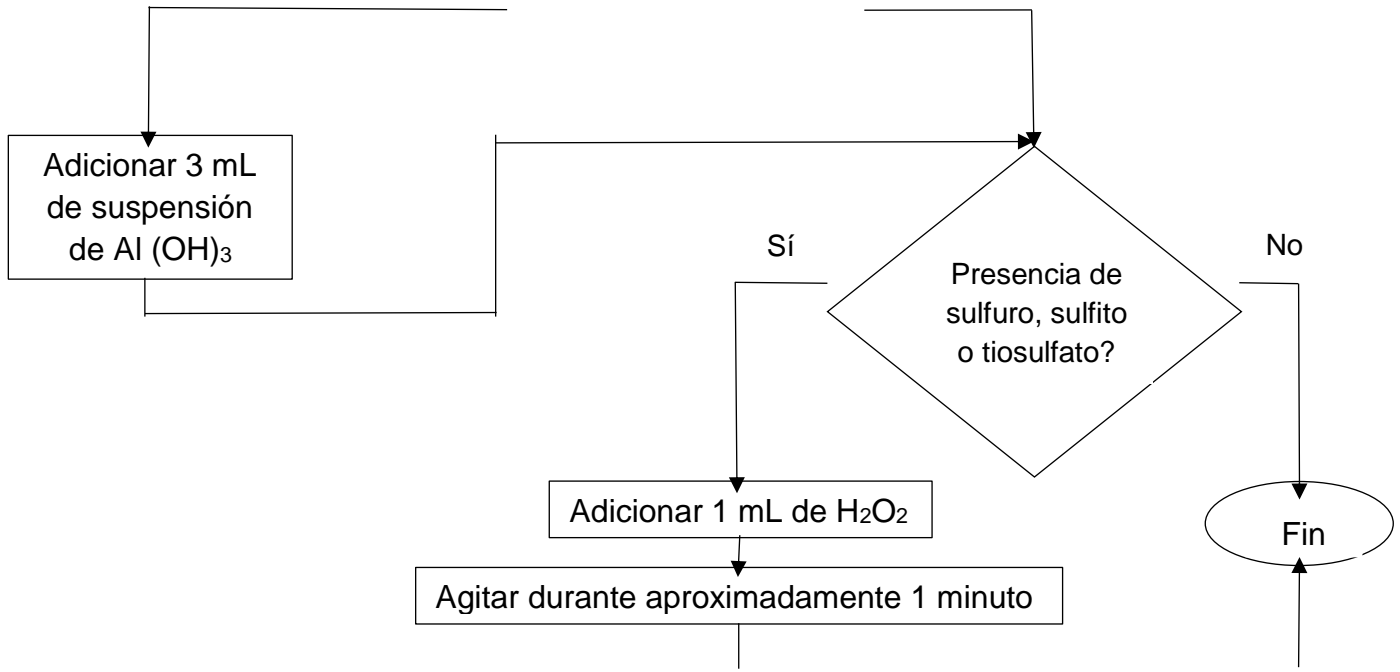 Adicionar 3 mL
de suspensión
de Al (OH)₃
Sí
No
Presencia de
sulfuro, sulfito
o tiosulfato?
Adicionar 1 mL de H₂O₂
Fin
Agitar durante aproximadamente 1 minuto